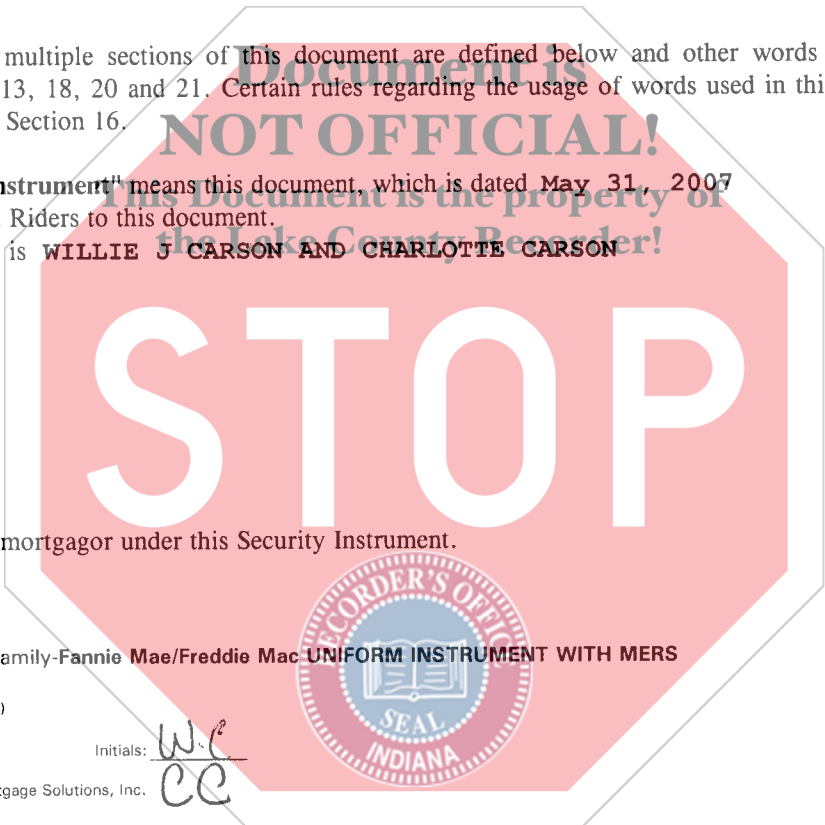 multiple sections of this document are defined below and other words
Document is
13, 18, 20 and 21. Certain rules regarding the usage of words used in thi
Section 16.
NOT OFFICIAL!
nstrument" means this document, which is dated May 31, 2007
This Document is the property of
Riders to this document.
is WILLIE J CARSON AND CHARLOTTE CARSON
the Lake County Recorder!
STOP
mortgagor under this Security Instrument.
RECORDER'S OFFICE
amily-Fannie Mae/Freddie Mac UNIFORM INSTRUMENT WITH MERS
)
SEAL
INDIANA
Initials: W.C
tgage Solutions, Inc. CC